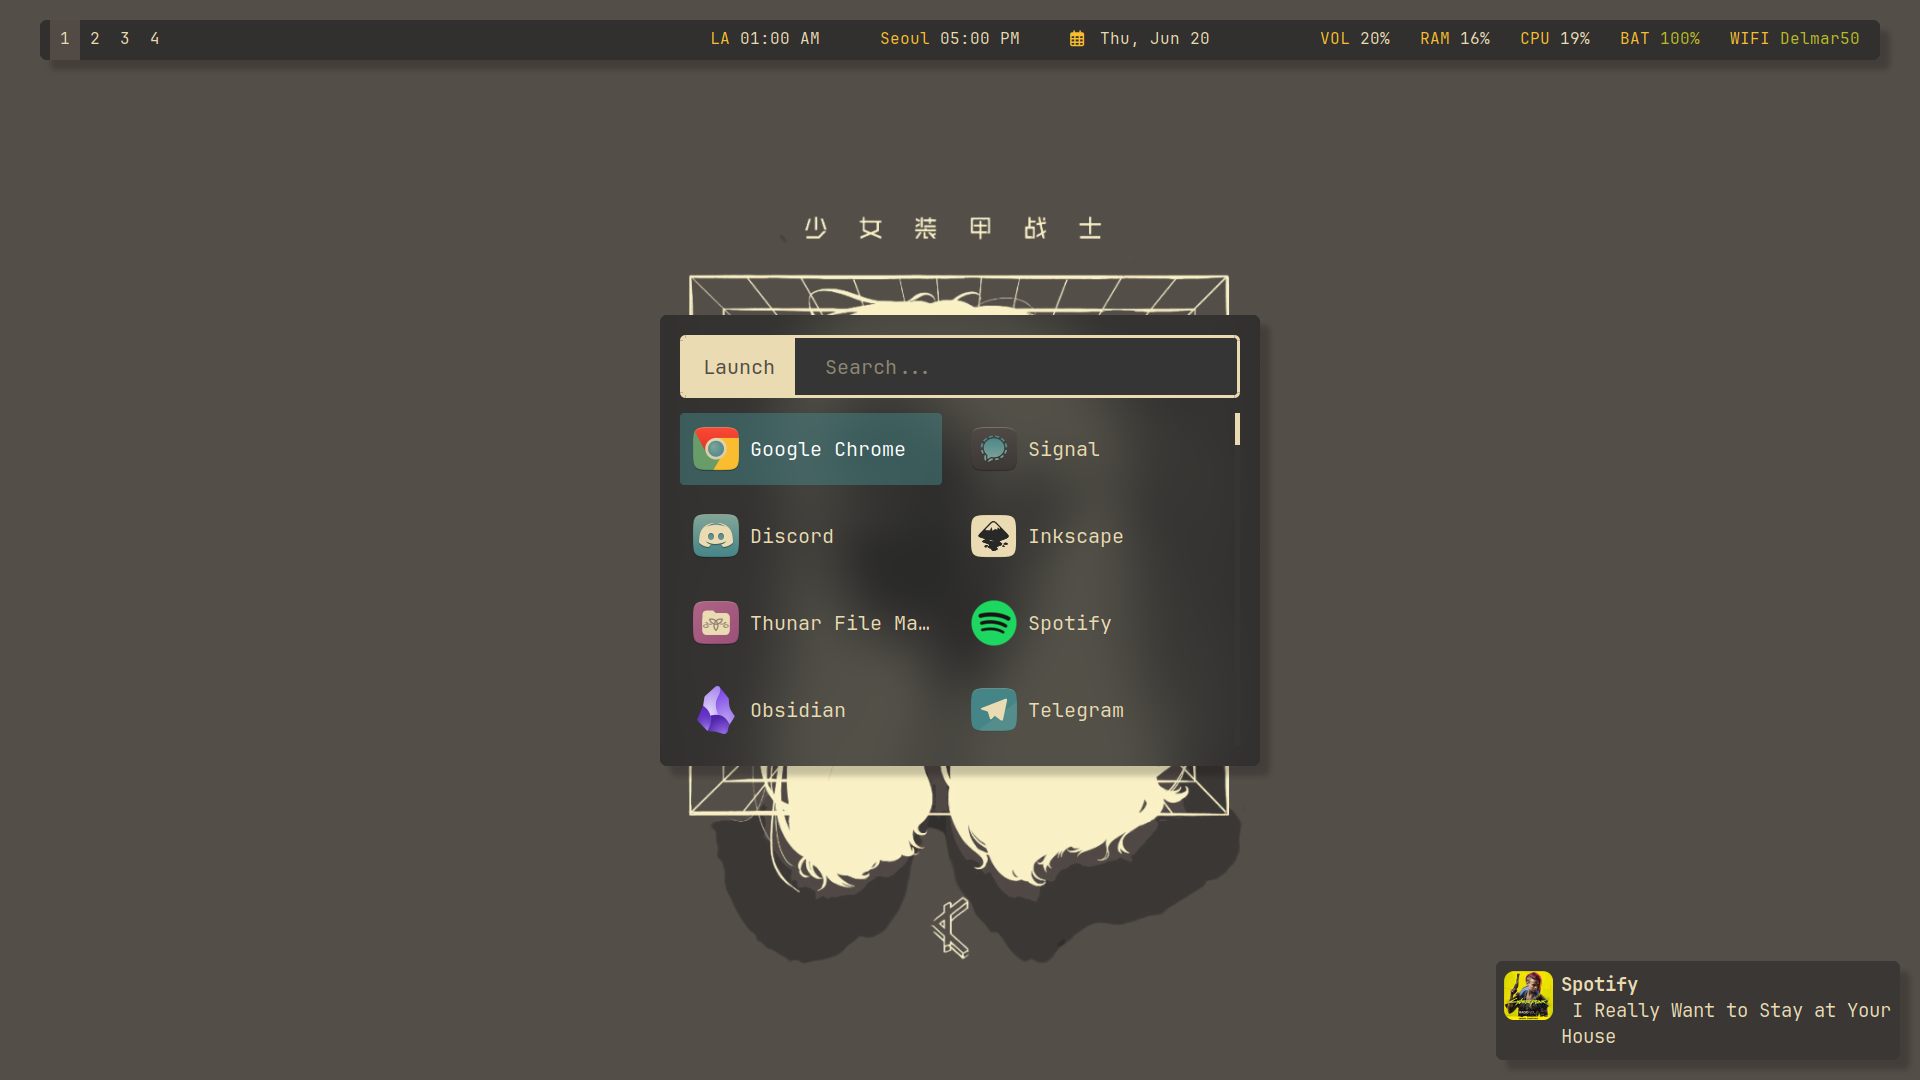 1 2 3 4
LA 01:00 AM
Seoul 05:00 PM
Thu, Jun 20
VOL 20% RAM 16% CPU 19% BAT 100% WIFI Delmar50
少女装甲战士
Launch
Search...
Google Chrome
Signal
Discord
Inkscape
Thunar File Ma…
Spotify
Obsidian
Telegram
Spotify
I Really Want to Stay at Your
House